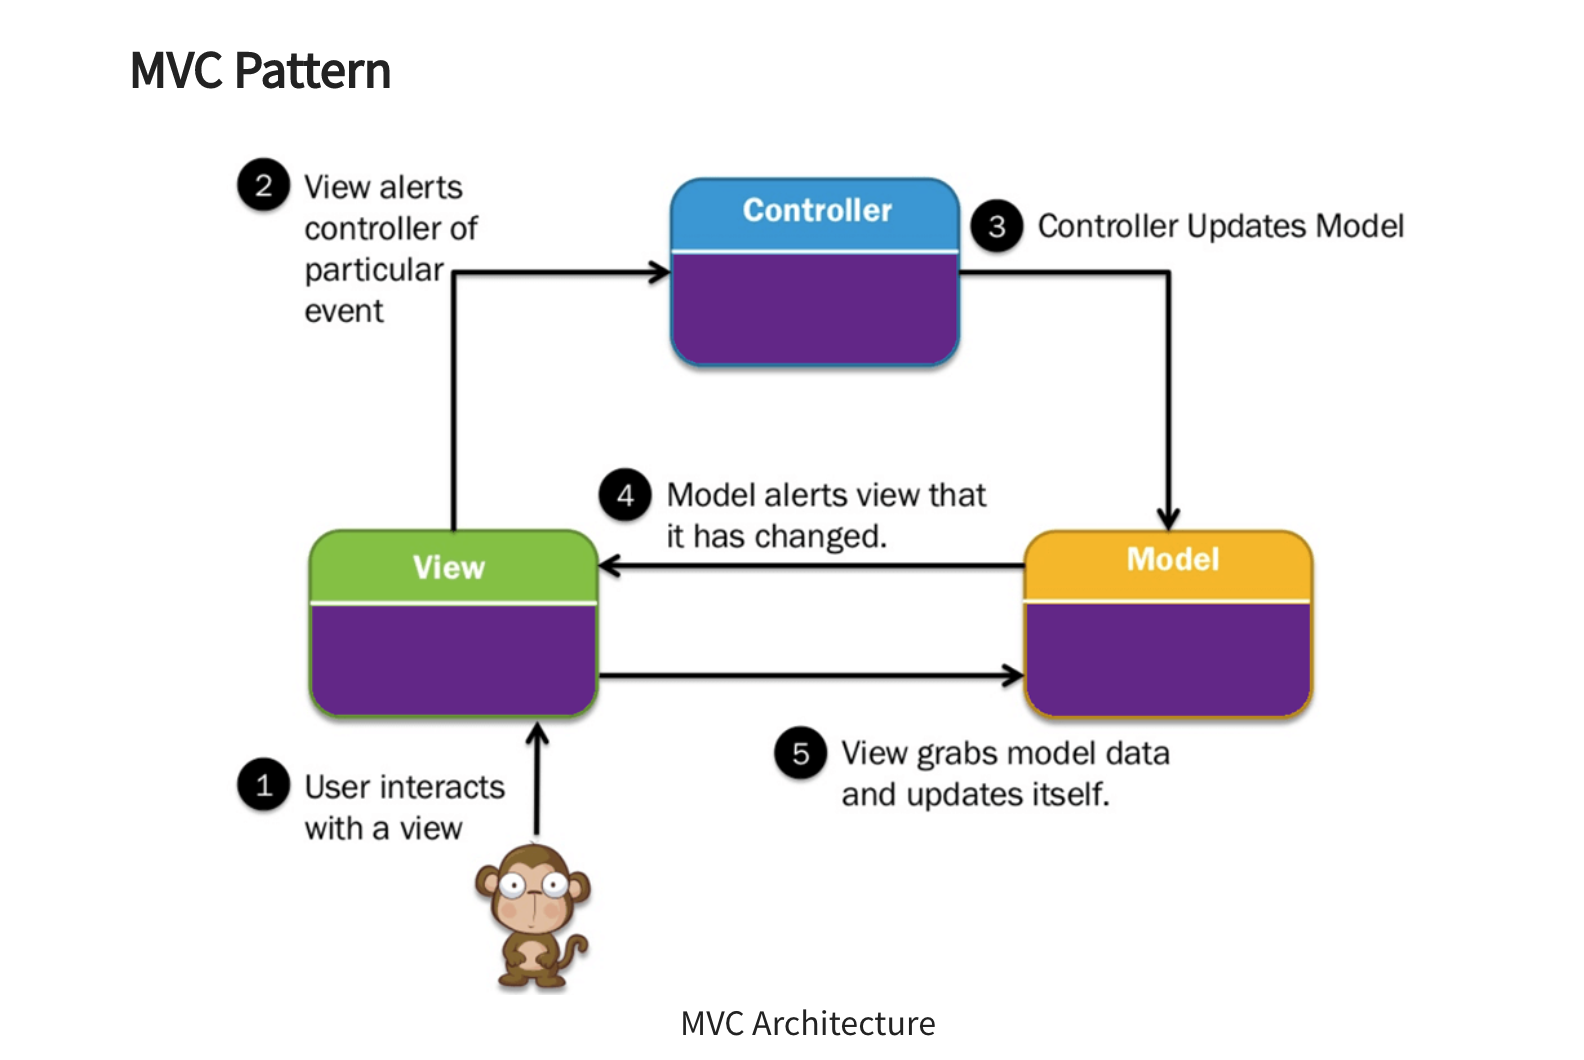 MVC Pattern
2
View alerts
controller of
particular
event
Controller
3
Controller Updates Model
4
Model alerts view that
it has changed.
View
Model
1
User interacts
with a view
5
View grabs model data
and updates itself.
MVC Architecture